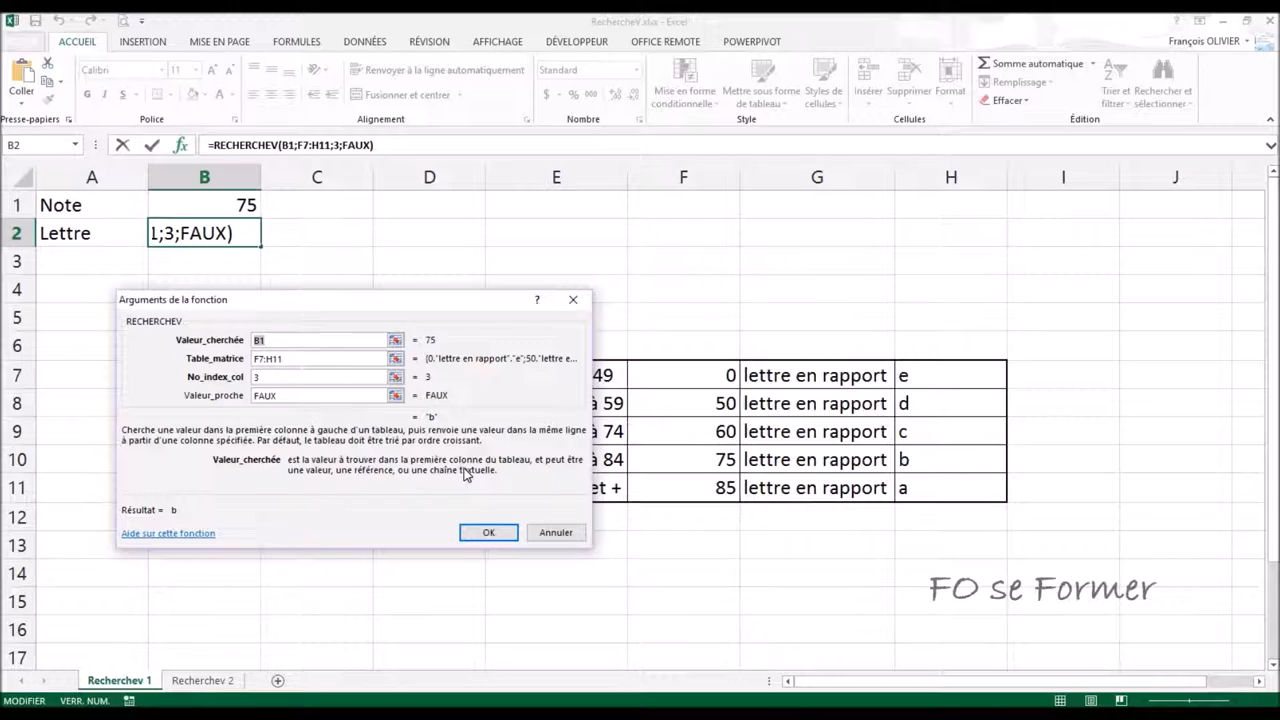 RechercheV.xlsx - Excel
ACCUEIL INSERTION MISE EN PAGE FORMULES DONNÉES RÉVISION AFFICHAGE DÉVELOPPEUR OFFICE REMOTE POWERPIVOT François OLIVIER
Coller
Calibri 11
G I S
Renvoyer à la ligne automatiquement
Fusionner et centrer
Standard
$ % 000
Mise en forme conditionnelle
Mettre sous forme de tableau
Styles de cellules
Insérer Supprimer Format
Somme automatique
Remplissage
Effacer
Trier et filtrer
Rechercher et sélectionner
Presse-papiers Police Alignement Nombre Style Cellules Édition
B2 fx =RECHERCHEV(B1;F7:H11;3;FAUX)
A B C D E F G H I J
1 Note 75
2 Lettre 1;3;FAUX)
3
4
5
6
7 49 0 lettre en rapport e
8 à 59 50 lettre en rapport d
9 à 74 60 lettre en rapport c
10 à 84 75 lettre en rapport b
11 et + 85 lettre en rapport a
12
13
14
15
16
17
Arguments de la fonction ?
RECHERCHEV
Valeur_cherchée B1 = 75
Table_matrice F7:H11 = {0."lettre en rapport"."e";50."lettre e...
No_index_col 3 = 3
Valeur_proche FAUX = FAUX
= "b"
Cherche une valeur dans la première colonne à gauche d'un tableau, puis renvoie une valeur dans la même ligne
à partir d'une colonne spécifiée. Par défaut, le tableau doit être trié par ordre croissant.
Valeur_cherchée est la valeur à trouver dans la première colonne du tableau, et peut être
une valeur, une référence, ou une chaîne textuelle.
Résultat = b
Aide sur cette fonction OK Annuler
FO se Former
Recherchev 1 Recherchev 2
MODIFIER VERR. NUM.